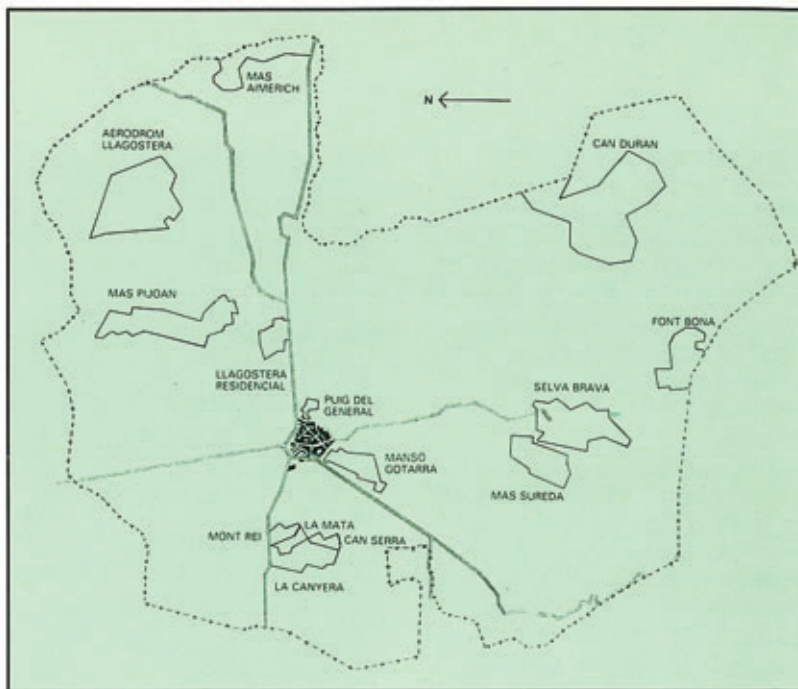 MAS
AIMERICH
N
AERODROM
LLAGOSTERA
CAN DURAN
MAS PUJAN
FONT BONA
LLAGOSTERA
RESIDENCIAL
SELVA BRAVA
PUIG DEL
GENERAL
MANSO
GOTARRA
MAS SUREDA
LA MATA
MONT REI
CAN SERRA
LA CANYERA